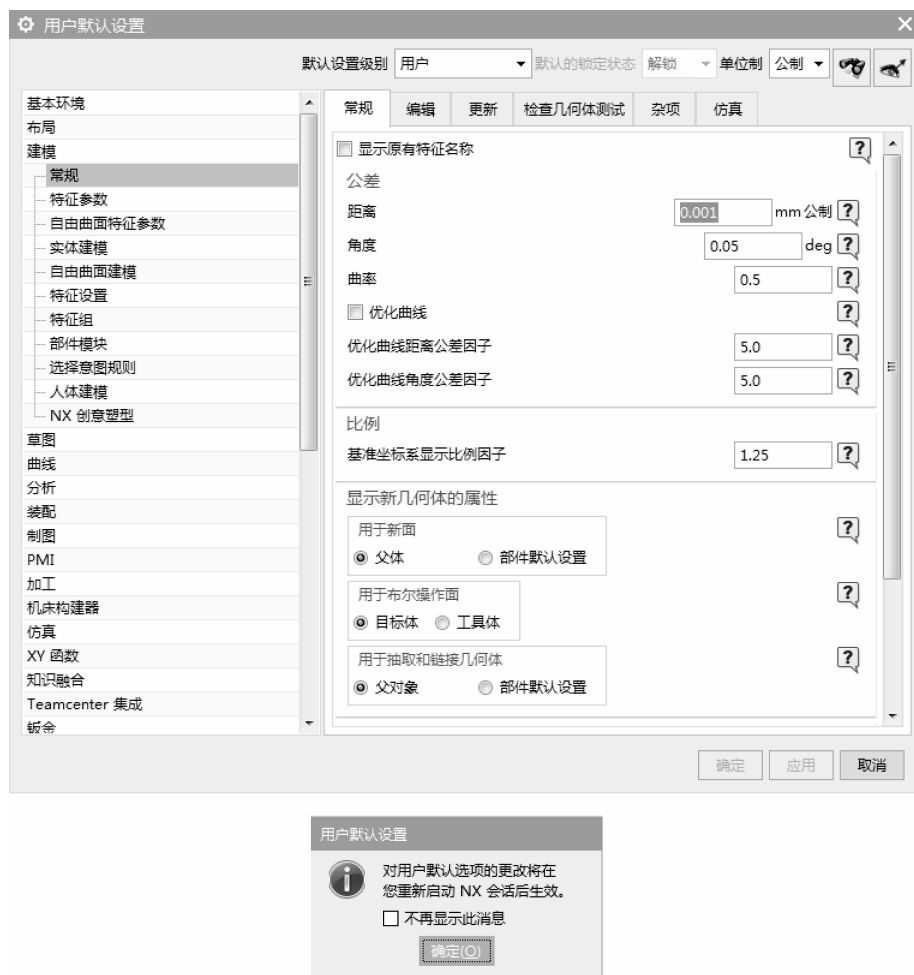 用户默认设置
默认设置级别 用户 默认的锁定状态 解锁 单位制 公制
基本环境
布局
建模
常规
特征参数
自由曲面特征参数
实体建模
自由曲面建模
特征设置
特征组
部件模块
选择意图规则
人体建模
NX 创意塑型
草图
曲线
分析
装配
制图
PMI
加工
机床构建器
仿真
XY 函数
知识融合
Teamcenter 集成
钣金
常规 编辑 更新 检查几何体测试 杂项 仿真
显示原有特征名称 ?
公差
距离 0.001 mm 公制 ?
角度 0.05 deg ?
曲率 0.5 ?
优化曲线 ?
优化曲线距离公差因子 5.0 ?
优化曲线角度公差因子 5.0 ?
比例
基准坐标系显示比例因子 1.25 ?
显示新几何体的属性
用于新面 ?
父体 部件默认设置
用于布尔操作面 ?
目标体 工具体
用于抽取和链接几何体 ?
父对象 部件默认设置
确定 应用 取消
用户默认设置
对用户默认选项的更改将在
您重新启动 NX 会话后生效。
不再显示此消息
确定(O)